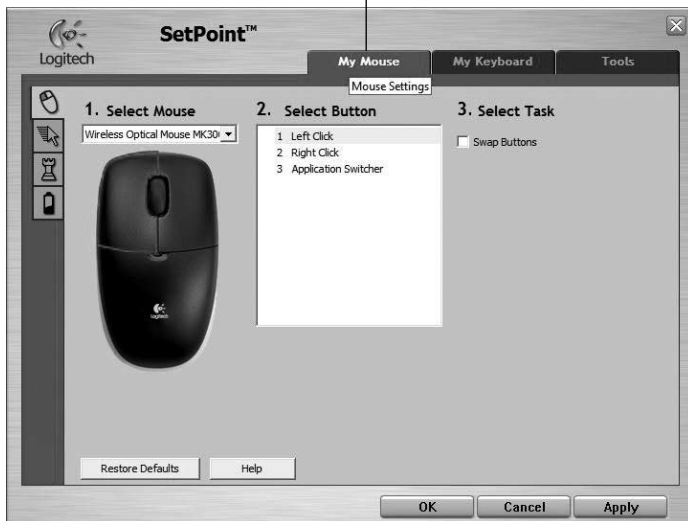 SetPoint™
Logitech
My Mouse
My Keyboard
Tools
Mouse Settings
1. Select Mouse
2. Select Button
3. Select Task
Wireless Optical Mouse MK30
1 Left Click
2 Right Click
3 Application Switcher
Swap Buttons
Logitech
Restore Defaults
Help
OK
Cancel
Apply